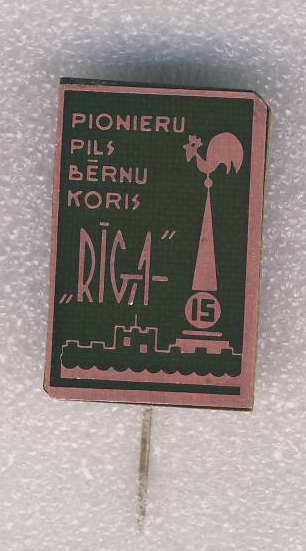 PIONIERU
PILS
BĒRNU
KORIS
„RĪGA”
15